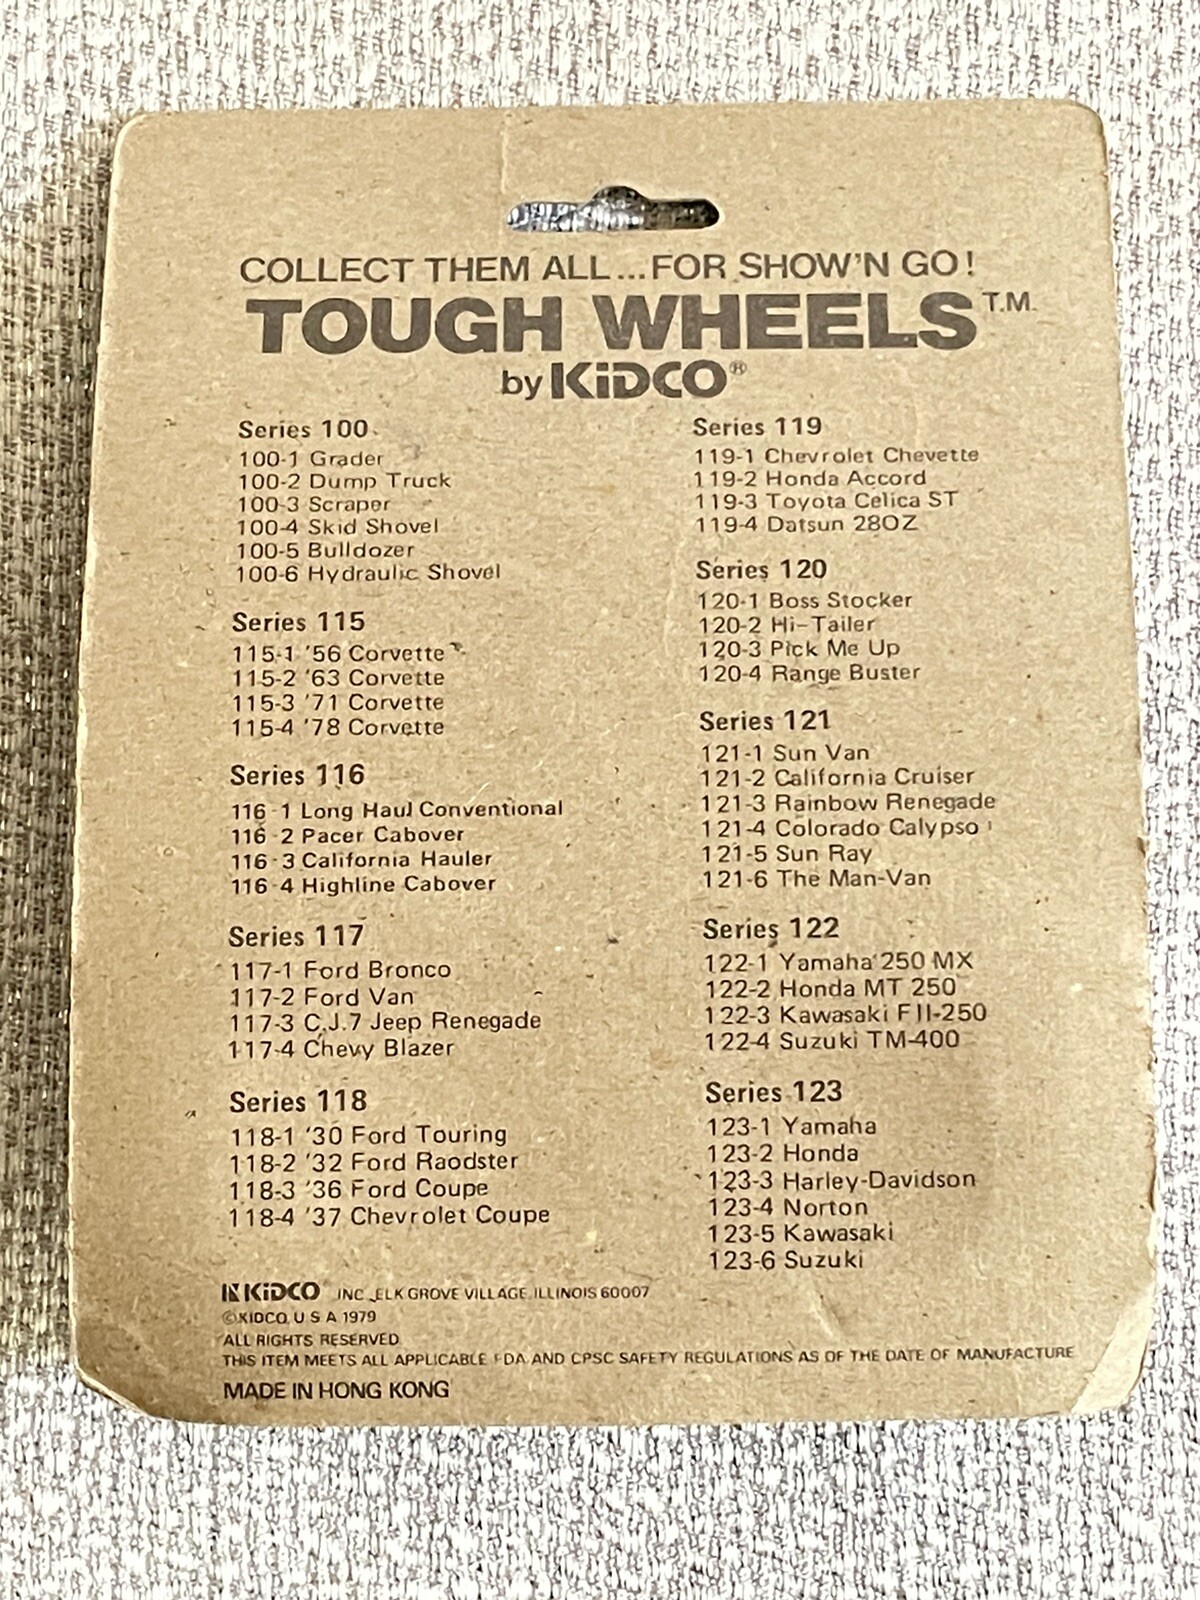 COLLECT THEM ALL...FOR SHOW'N GO!
TOUGH WHEELS T.M.
by KiDCO®
Series 100
100-1 Grader
100-2 Dump Truck
100-3 Scraper
100-4 Skid Shovel
100-5 Bulldozer
100-6 Hydraulic Shovel
Series 115
115-1 '56 Corvette
115-2 '63 Corvette
115-3 '71 Corvette
115-4 '78 Corvette
Series 116
116-1 Long Haul Conventional
116-2 Pacer Cabover
116-3 California Hauler
116-4 Highline Cabover
Series 117
117-1 Ford Bronco
117-2 Ford Van
117-3 C.J.7 Jeep Renegade
117-4 Chevy Blazer
Series 118
118-1 '30 Ford Touring
118-2 '32 Ford Raodster
118-3 '36 Ford Coupe
118-4 '37 Chevrolet Coupe
Series 119
119-1 Chevrolet Chevette
119-2 Honda Accord
119-3 Toyota Celica ST
119-4 Datsun 280Z
Series 120
120-1 Boss Stocker
120-2 Hi-Tailer
120-3 Pick Me Up
120-4 Range Buster
Series 121
121-1 Sun Van
121-2 California Cruiser
121-3 Rainbow Renegade
121-4 Colorado Calypso
121-5 Sun Ray
121-6 The Man-Van
Series 122
122-1 Yamaha 250 MX
122-2 Honda MT 250
122-3 Kawasaki F11-250
122-4 Suzuki TM-400
Series 123
123-1 Yamaha
123-2 Honda
123-3 Harley-Davidson
123-4 Norton
123-5 Kawasaki
123-6 Suzuki
KiDCO INC. ELK GROVE VILLAGE, ILLINOIS 60007
©KIDCO, U S A 1979
ALL RIGHTS RESERVED
THIS ITEM MEETS ALL APPLICABLE FDA AND CPSC SAFETY REGULATIONS AS OF THE DATE OF MANUFACTURE
MADE IN HONG KONG